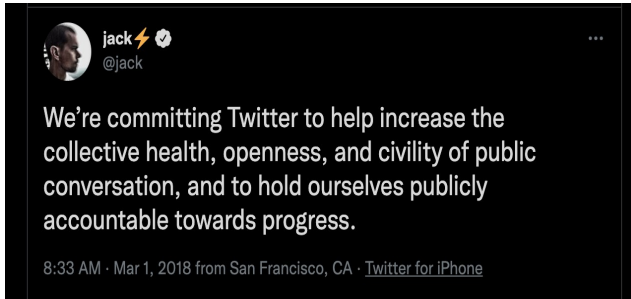 jack⚡
@jack
We’re committing Twitter to help increase the
collective health, openness, and civility of public
conversation, and to hold ourselves publicly
accountable towards progress.
8:33 AM · Mar 1, 2018 from San Francisco, CA · Twitter for iPhone